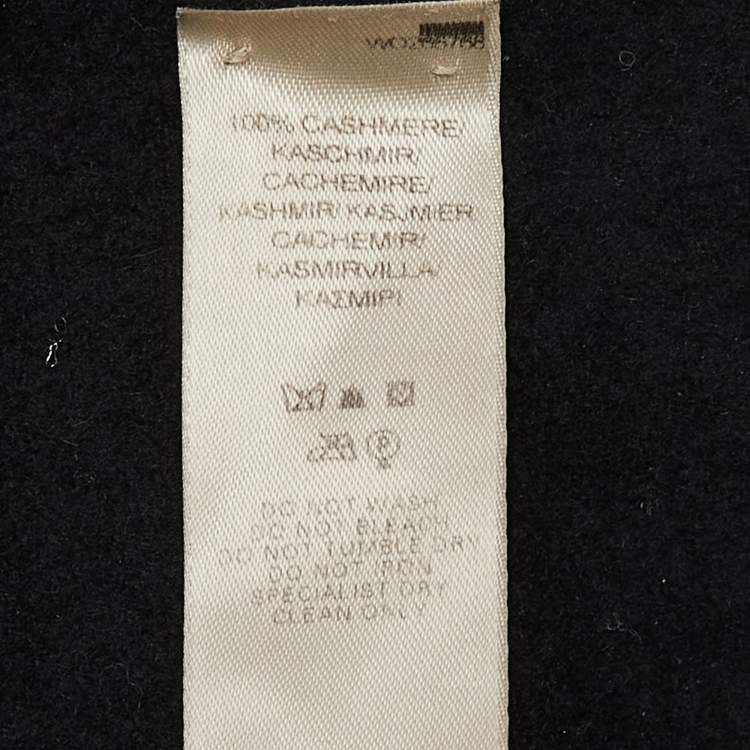 100% CASHMERE/
KASCHMIR/
CACHEMIRE/
KASHMIR/ KASJMIER
CACHEMIR/
KASMIRVILLA/
ΚΑΣΜΙΡΙ
P
DO NOT WASH
DO NOT BLEACH
DO NOT TUMBLE DRY
DO NOT IRON
SPECIALIST DRY
CLEAN ONLY